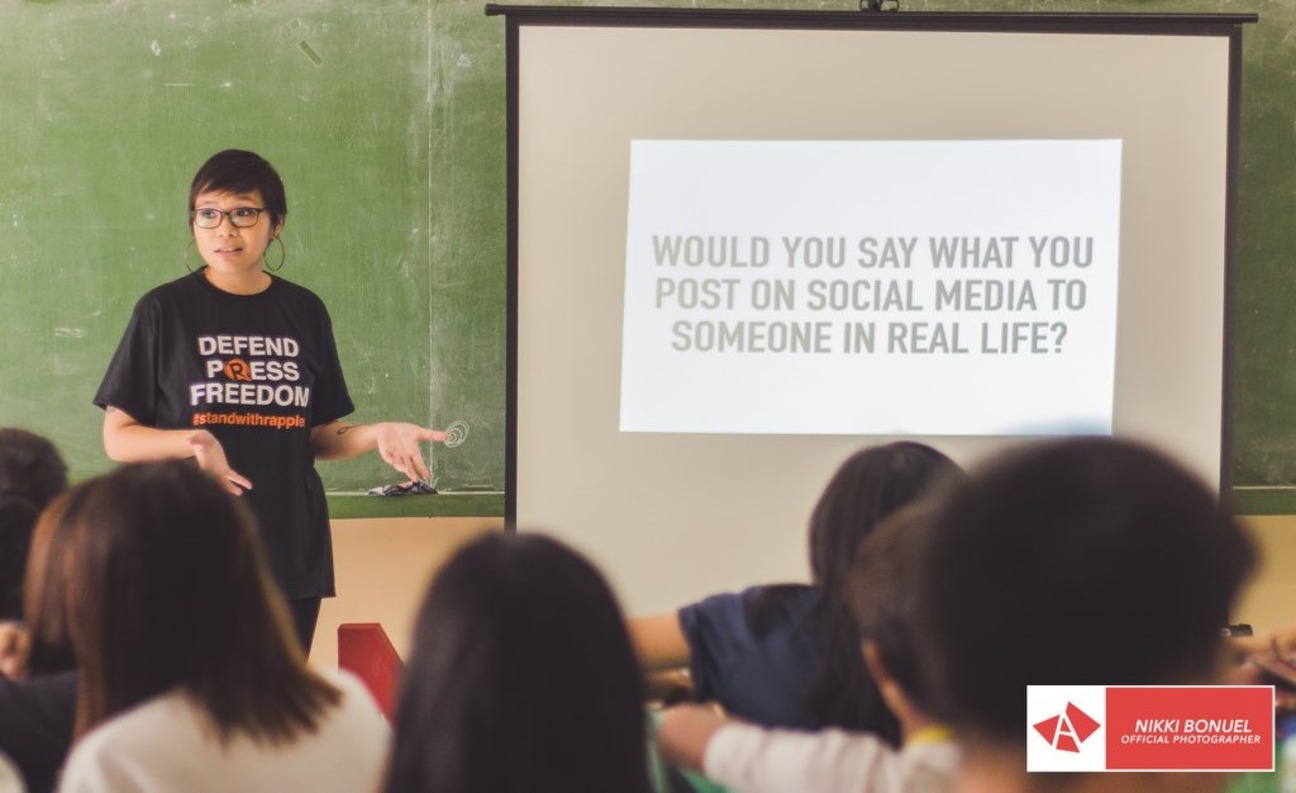 DEFEND
PRESS
FREEDOM
#standwithrappler
WOULD YOU SAY WHAT YOU
POST ON SOCIAL MEDIA TO
SOMEONE IN REAL LIFE?
A
NIKKI BONUEL
OFFICIAL PHOTOGRAPHER